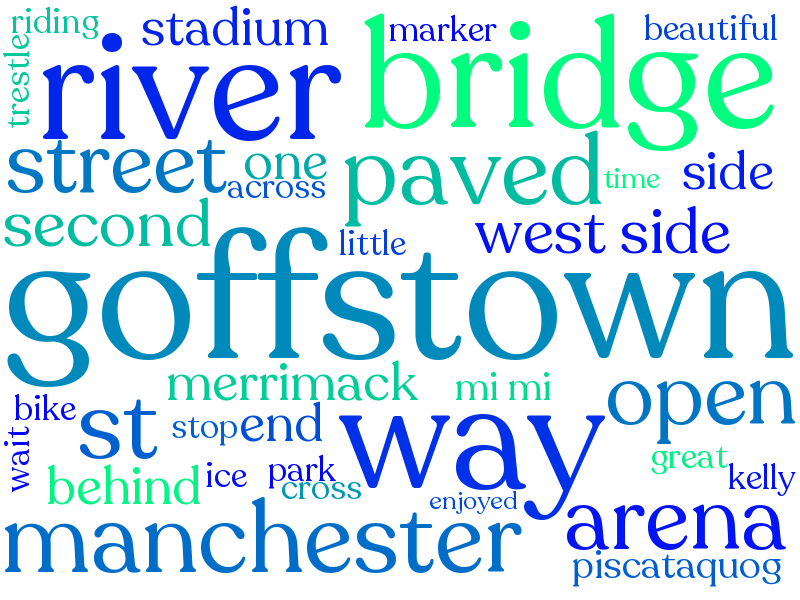 riding
stadium
marker
beautiful
trestle
river
bridge
street
one
across
paved
time
side
second
little
west side
goffstown
merrimack
mi mi
open
bike
st
stop
end
way
wait
behind
ice
park
cross
great
kelly
enjoyed
manchester
arena
piscataquog